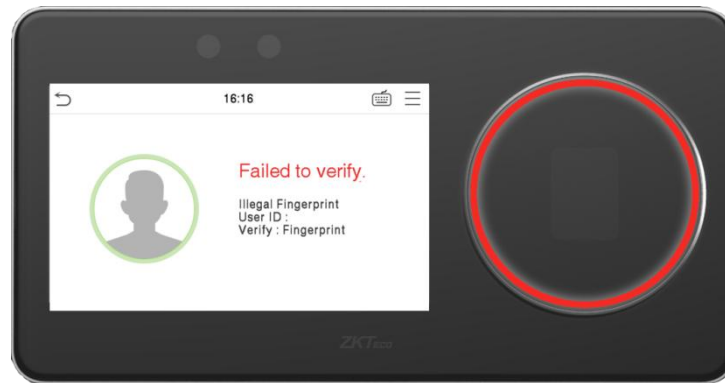 16:16
Failed to verify.
Illegal Fingerprint
User ID :
Verify : Fingerprint
ZKTeco